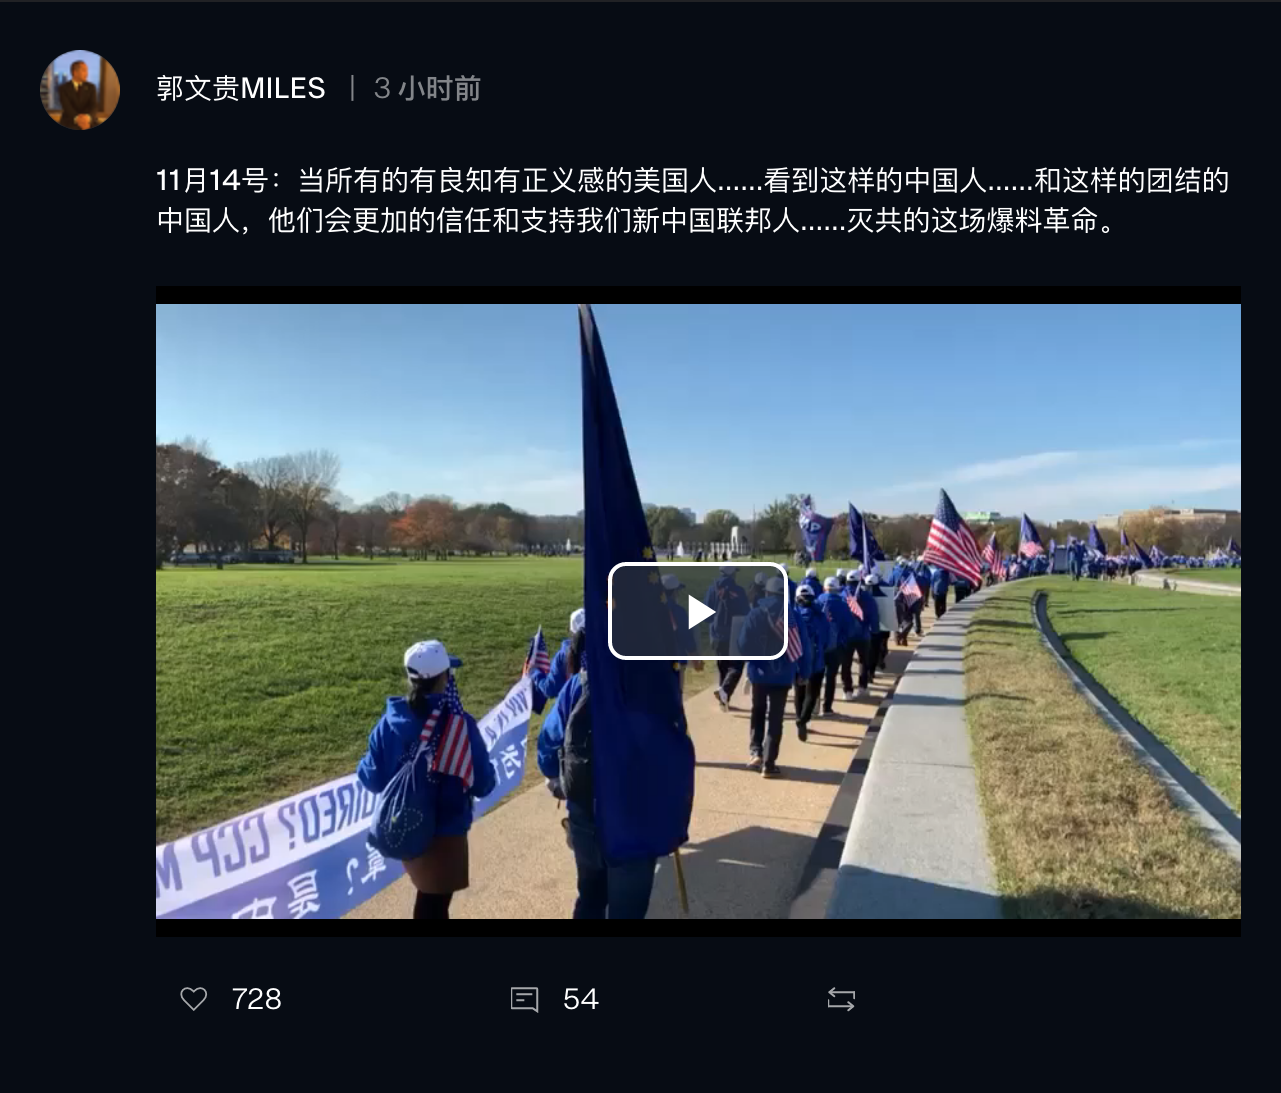 郭文贵MILES | 3 小时前
11月14号：当所有的有良知有正义感的美国人......看到这样的中国人......和这样的团结的
中国人，他们会更加的信任和支持我们新中国联邦人......灭共的这场爆料革命。
CCP
728
54